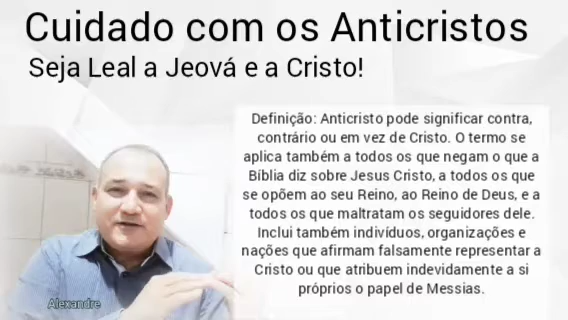 Cuidado com os Anticristos
Seja Leal a Jeová e a Cristo!
Definição: Anticristo pode significar contra,
contrário ou em vez de Cristo. O termo se
aplica também a todos os que negam o que a
Bíblia diz sobre Jesus Cristo, a todos os que
se opõem ao seu Reino, ao Reino de Deus, e a
todos os que maltratam os seguidores dele.
Inclui também indivíduos, organizações e
nações que afirmam falsamente representar a
Cristo ou que atribuem indevidamente a si
próprios o papel de Messias.
Alexandre